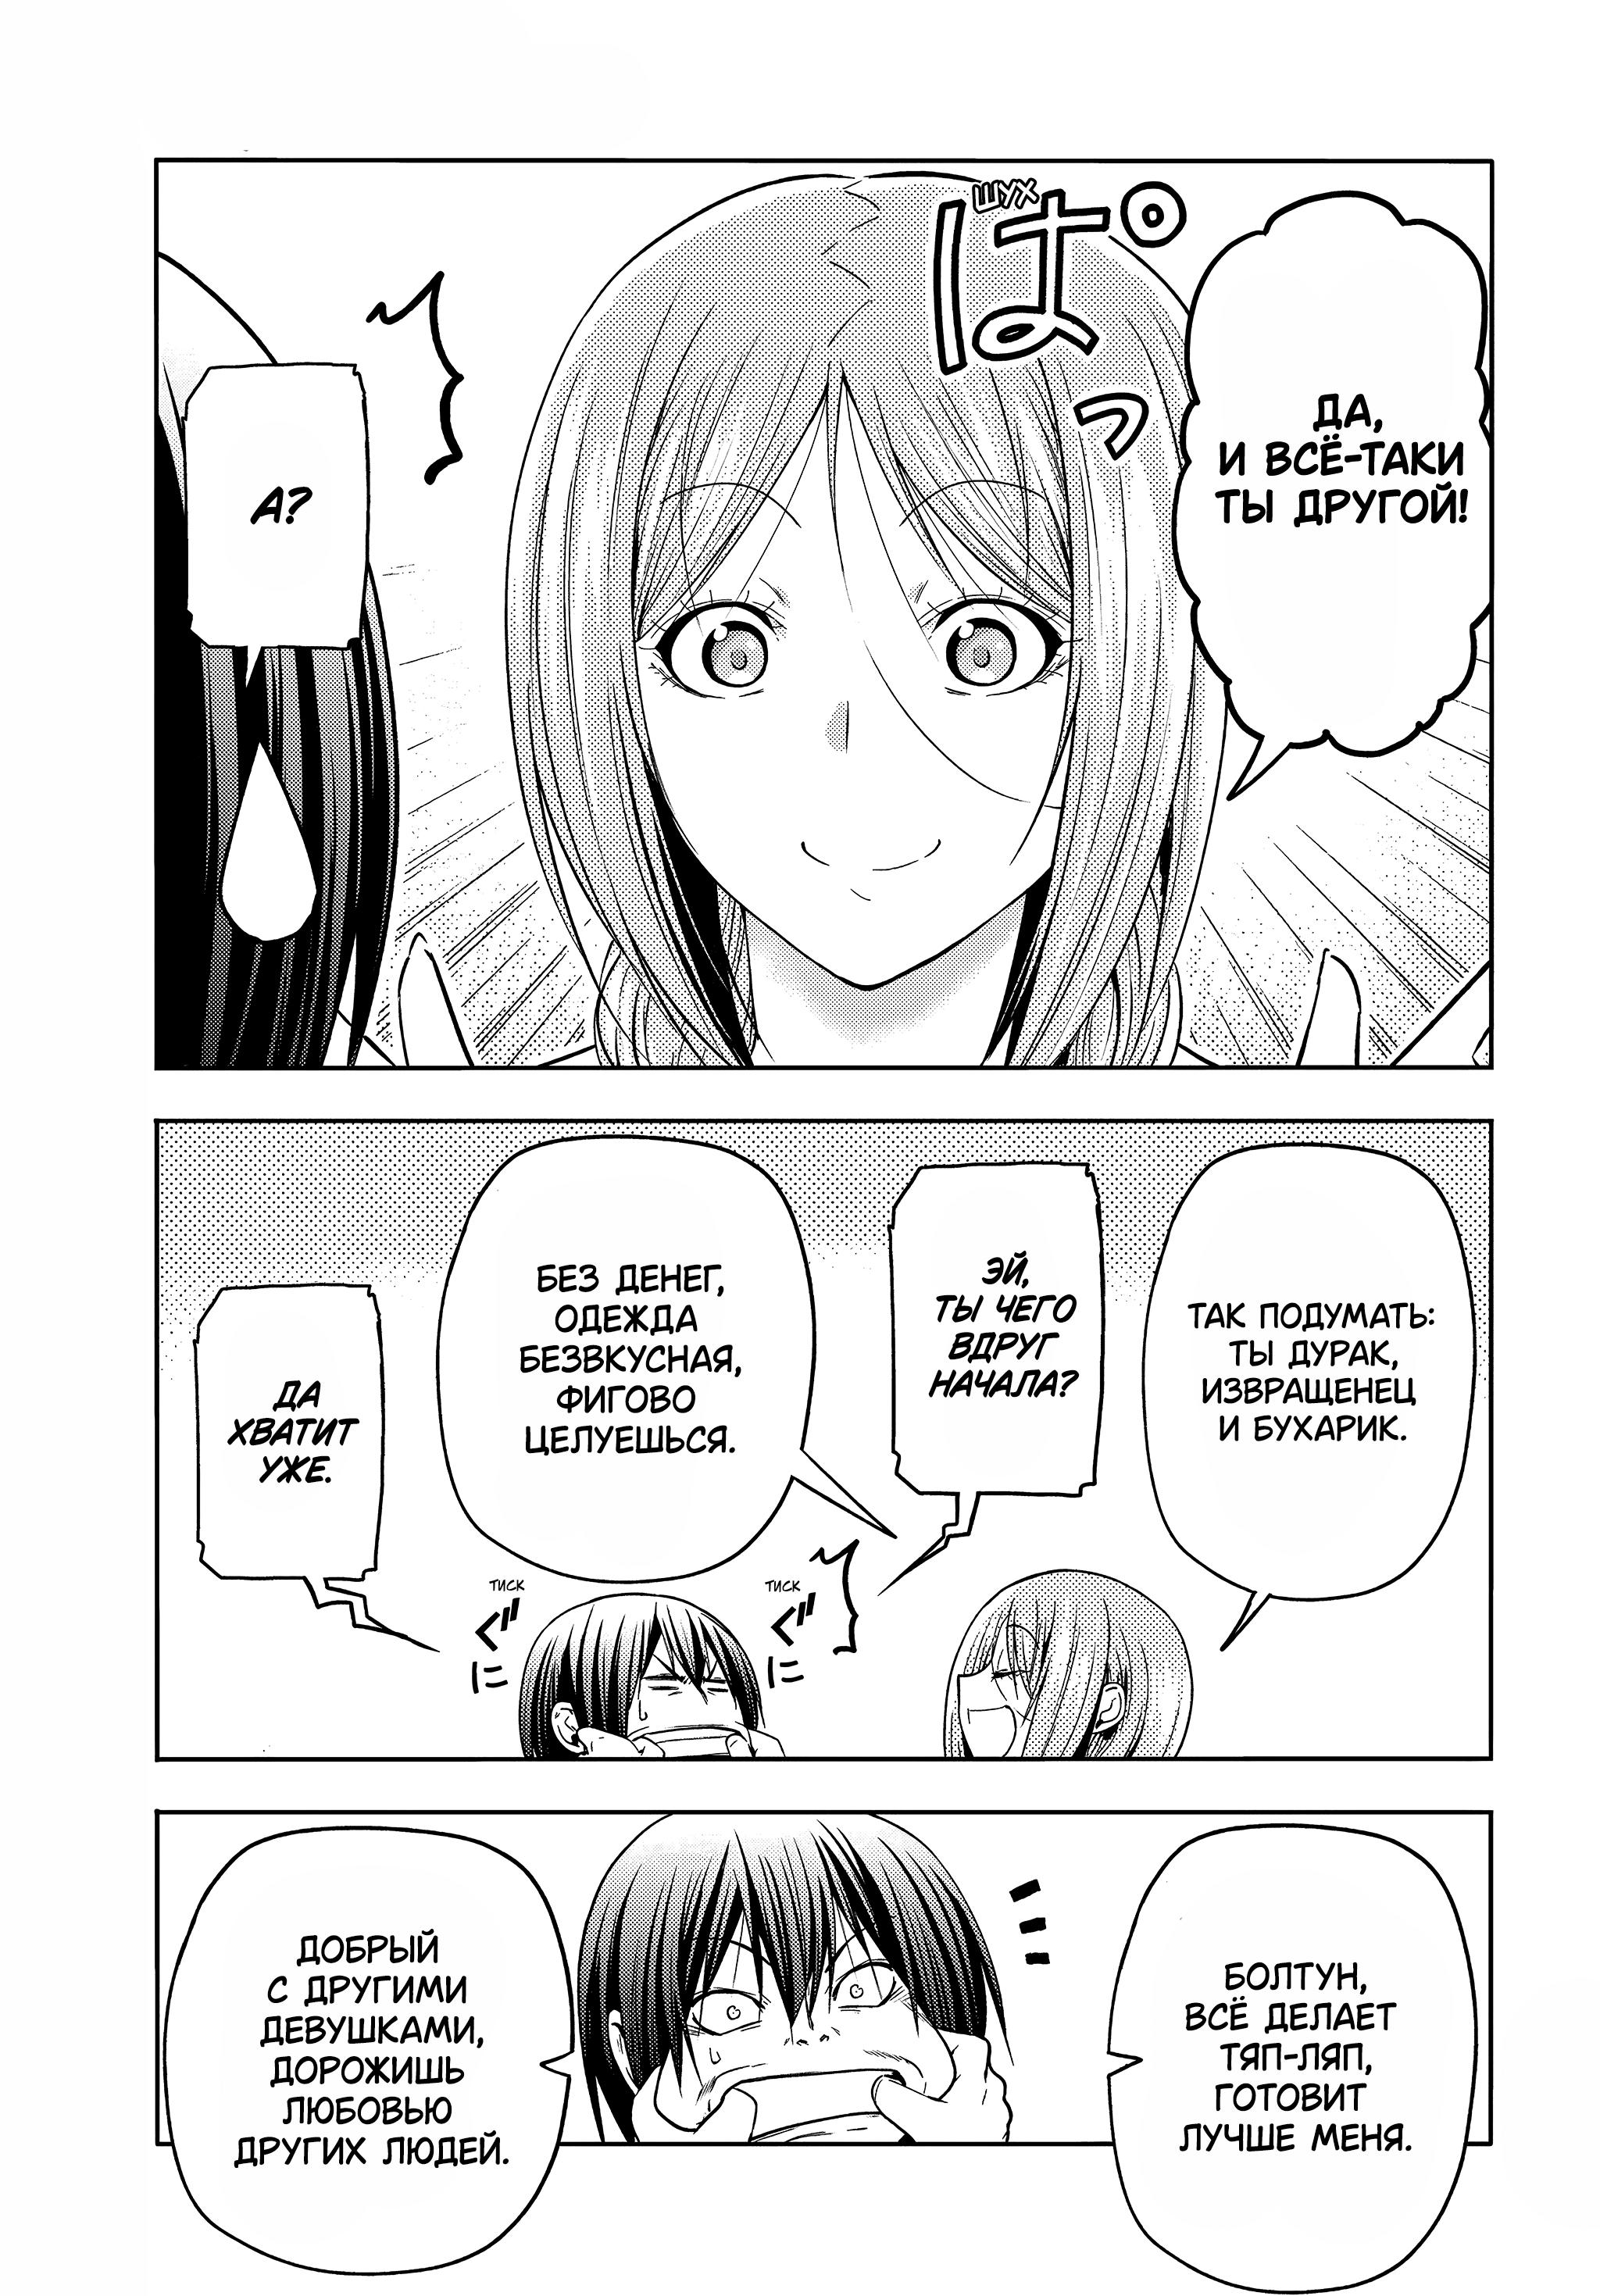 ДА,
И ВСЁ-ТАКИ
ТЫ ДРУГОЙ!
ШУХ
ぱっ
А?
ТАК ПОДУМАТЬ:
ТЫ ДУРАК,
ИЗВРАЩЕНЕЦ
И БУХАРИК.
ЭЙ,
ТЫ ЧЕГО
ВДРУГ
НАЧАЛА?
БЕЗ ДЕНЕГ,
ОДЕЖДА
БЕЗВКУСНАЯ,
ФИГОВО
ЦЕЛУЕШЬСЯ.
ДА
ХВАТИТ
УЖЕ.
ТИСК
ぐに
ТИСК
ぐに
БОЛТУН,
ВСЁ ДЕЛАЕТ
ТЯП-ЛЯП,
ГОТОВИТ
ЛУЧШЕ МЕНЯ.
ДОБРЫЙ
С ДРУГИМИ
ДЕВУШКАМИ,
ДОРОЖИШЬ
ЛЮБОВЬЮ
ДРУГИХ ЛЮДЕЙ.